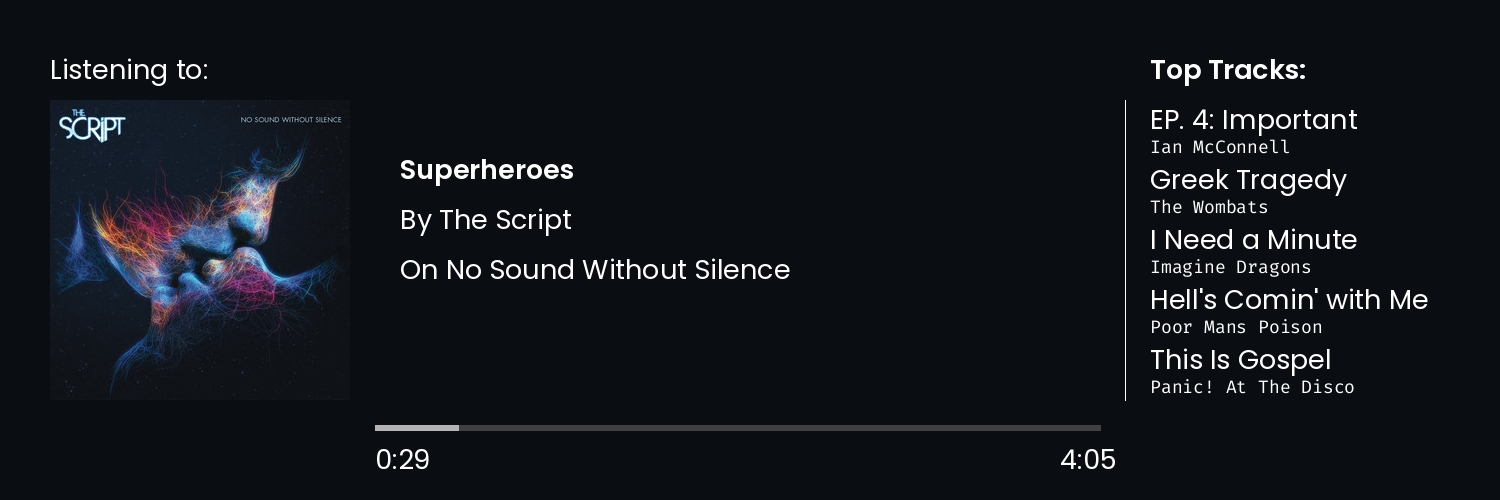 Listening to:
THE
SCRIPT
NO SOUND WITHOUT SILENCE
Superheroes
By The Script
On No Sound Without Silence
0:29
4:05
Top Tracks:
EP. 4: Important
Ian McConnell
Greek Tragedy
The Wombats
I Need a Minute
Imagine Dragons
Hell's Comin' with Me
Poor Mans Poison
This Is Gospel
Panic! At The Disco